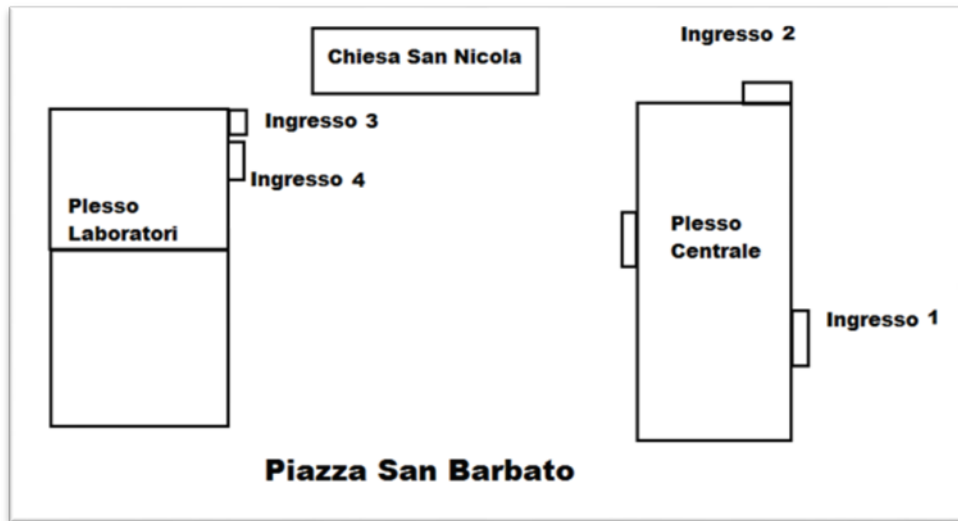 Ingresso 2
Chiesa San Nicola
Ingresso 3
Ingresso 4
Plesso
Laboratori
Plesso
Centrale
Ingresso 1
Piazza San Barbato